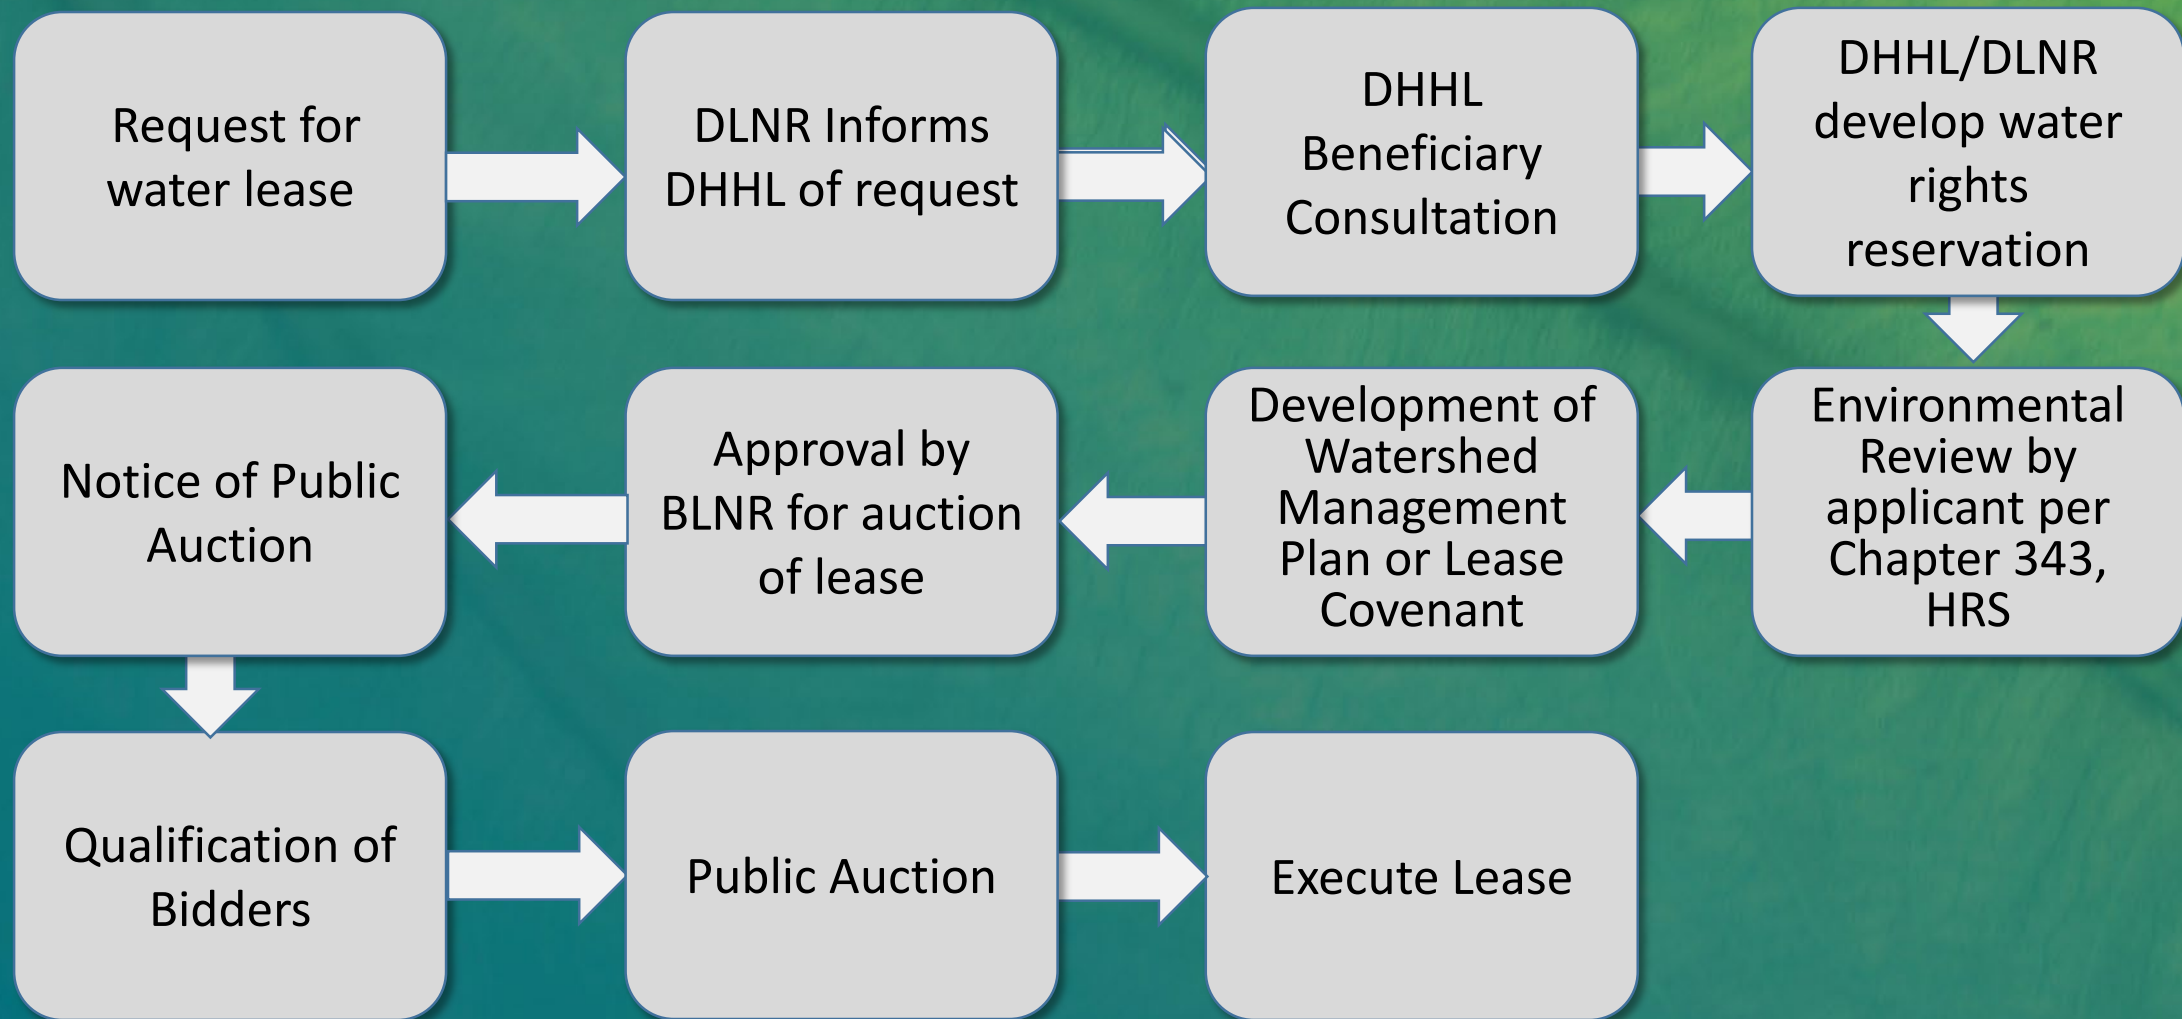 Request for
water lease
DLNR Informs
DHHL of request
DHHL
Beneficiary
Consultation
DHHL/DLNR
develop water
rights
reservation
Environmental
Review by
applicant per
Chapter 343,
HRS
Development of
Watershed
Management
Plan or Lease
Covenant
Approval by
BLNR for auction
of lease
Notice of Public
Auction
Qualification of
Bidders
Public Auction
Execute Lease